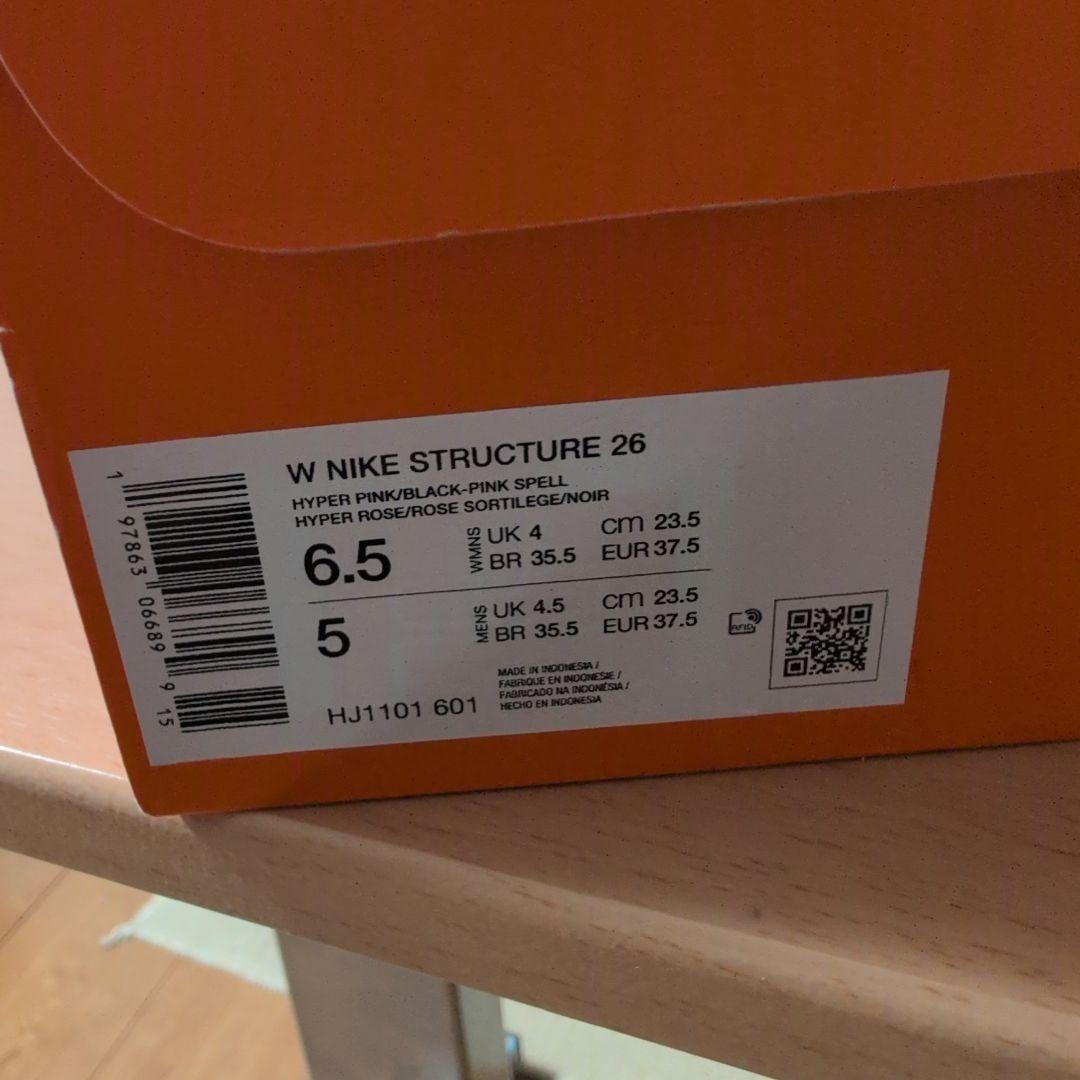 W NIKE STRUCTURE 26
HYPER PINK/BLACK-PINK SPELL
HYPER ROSE/ROSE SORTILEGE/NOIR
6.5 WMNS UK 4 cm 23.5
BR 35.5 EUR 37.5
5 MENS UK 4.5 cm 23.5
BR 35.5 EUR 37.5
RFID
HJ1101 601
MADE IN INDONESIA /
FABRIQUE EN INDONESIE /
FABRICADO NA INDONÉSIA /
HECHO EN INDONESIA
1 97863 06689 9 15